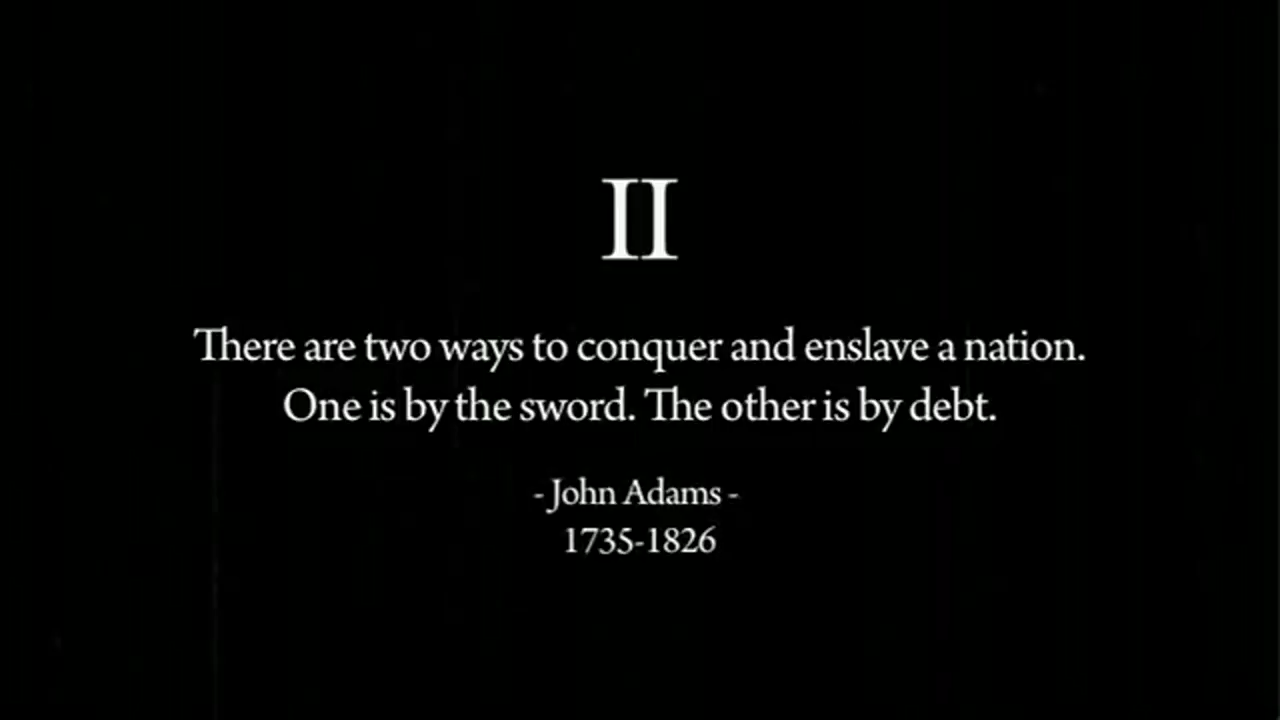 II
There are two ways to conquer and enslave a nation.
One is by the sword. The other is by debt.
- John Adams -
1735-1826